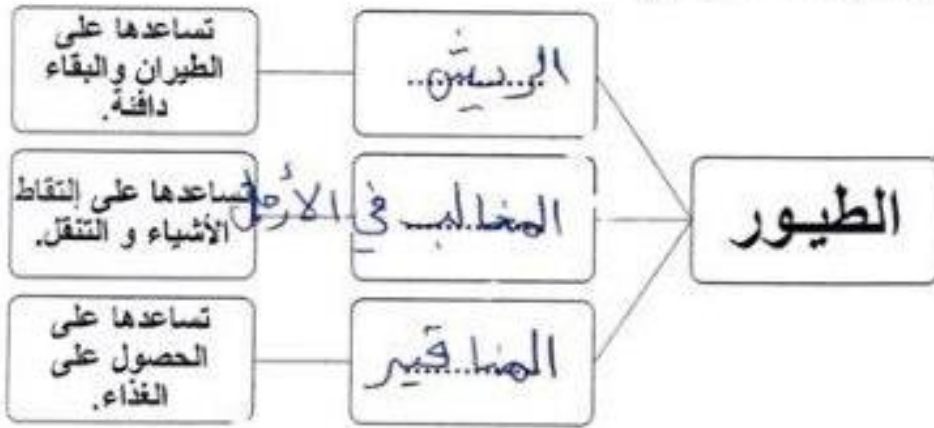 الطيور
الريش
تساعدها على
الطيران والبقاء
دافئة.
المخالب في الأرجل
تساعدها على إلتقاط
الأشياء و التنقل.
المناقير
تساعدها على
الحصول على
الغذاء.